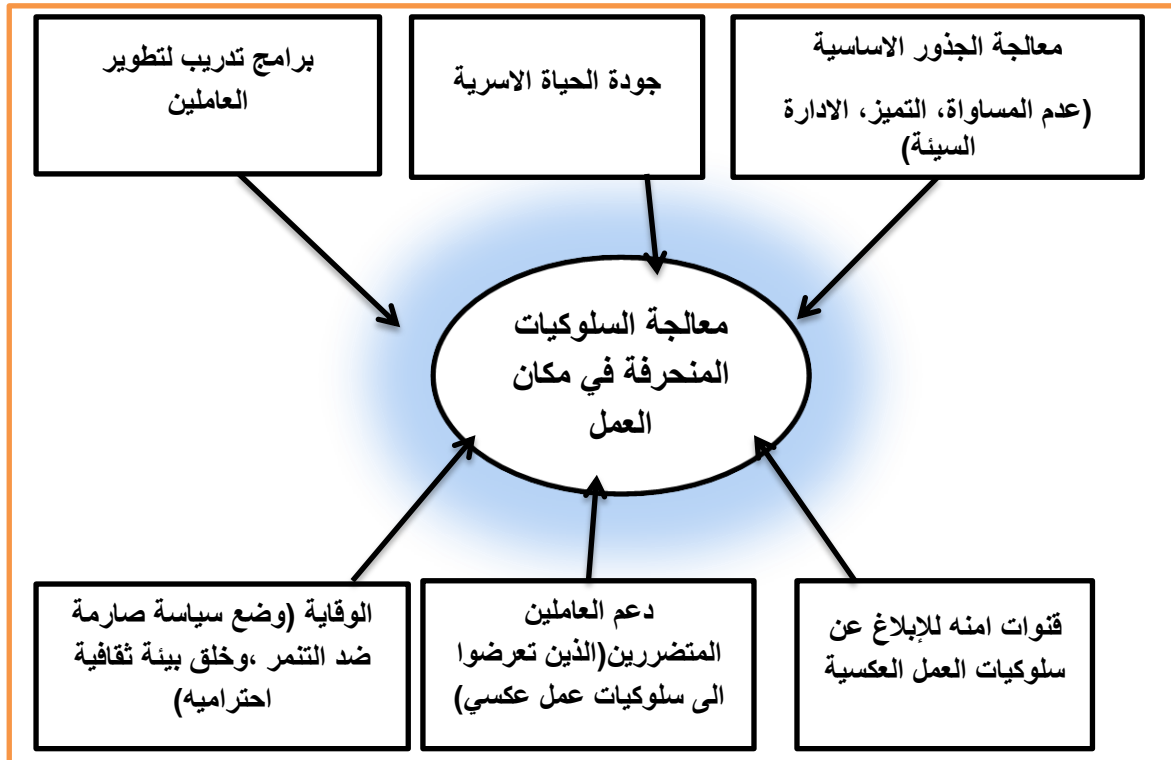 معالجة الجذور الاساسية
(عدم المساواة، التميز، الادارة
السيئة)
جودة الحياة الاسرية
برامج تدريب لتطوير
العاملين
معالجة السلوكيات
المنحرفة في مكان
العمل
قنوات امنه للإبلاغ عن
سلوكيات العمل العكسية
دعم العاملين
المتضررين(الذين تعرضوا
الى سلوكيات عمل عكسي)
الوقاية (وضع سياسة صارمة
ضد التنمر ،وخلق بيئة ثقافية
احتراميه)